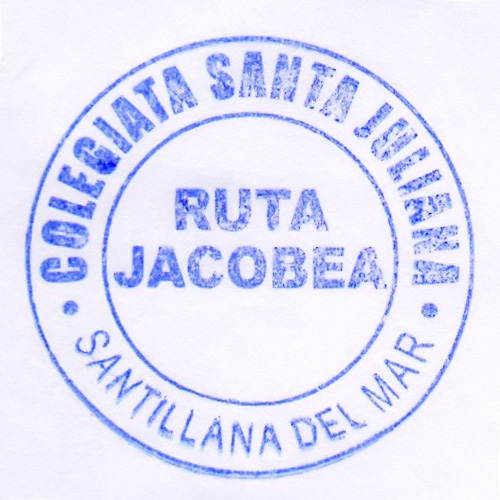 COLEGIATA SANTA JULIANA
RUTA
JACOBEA
SANTILLANA DEL MAR